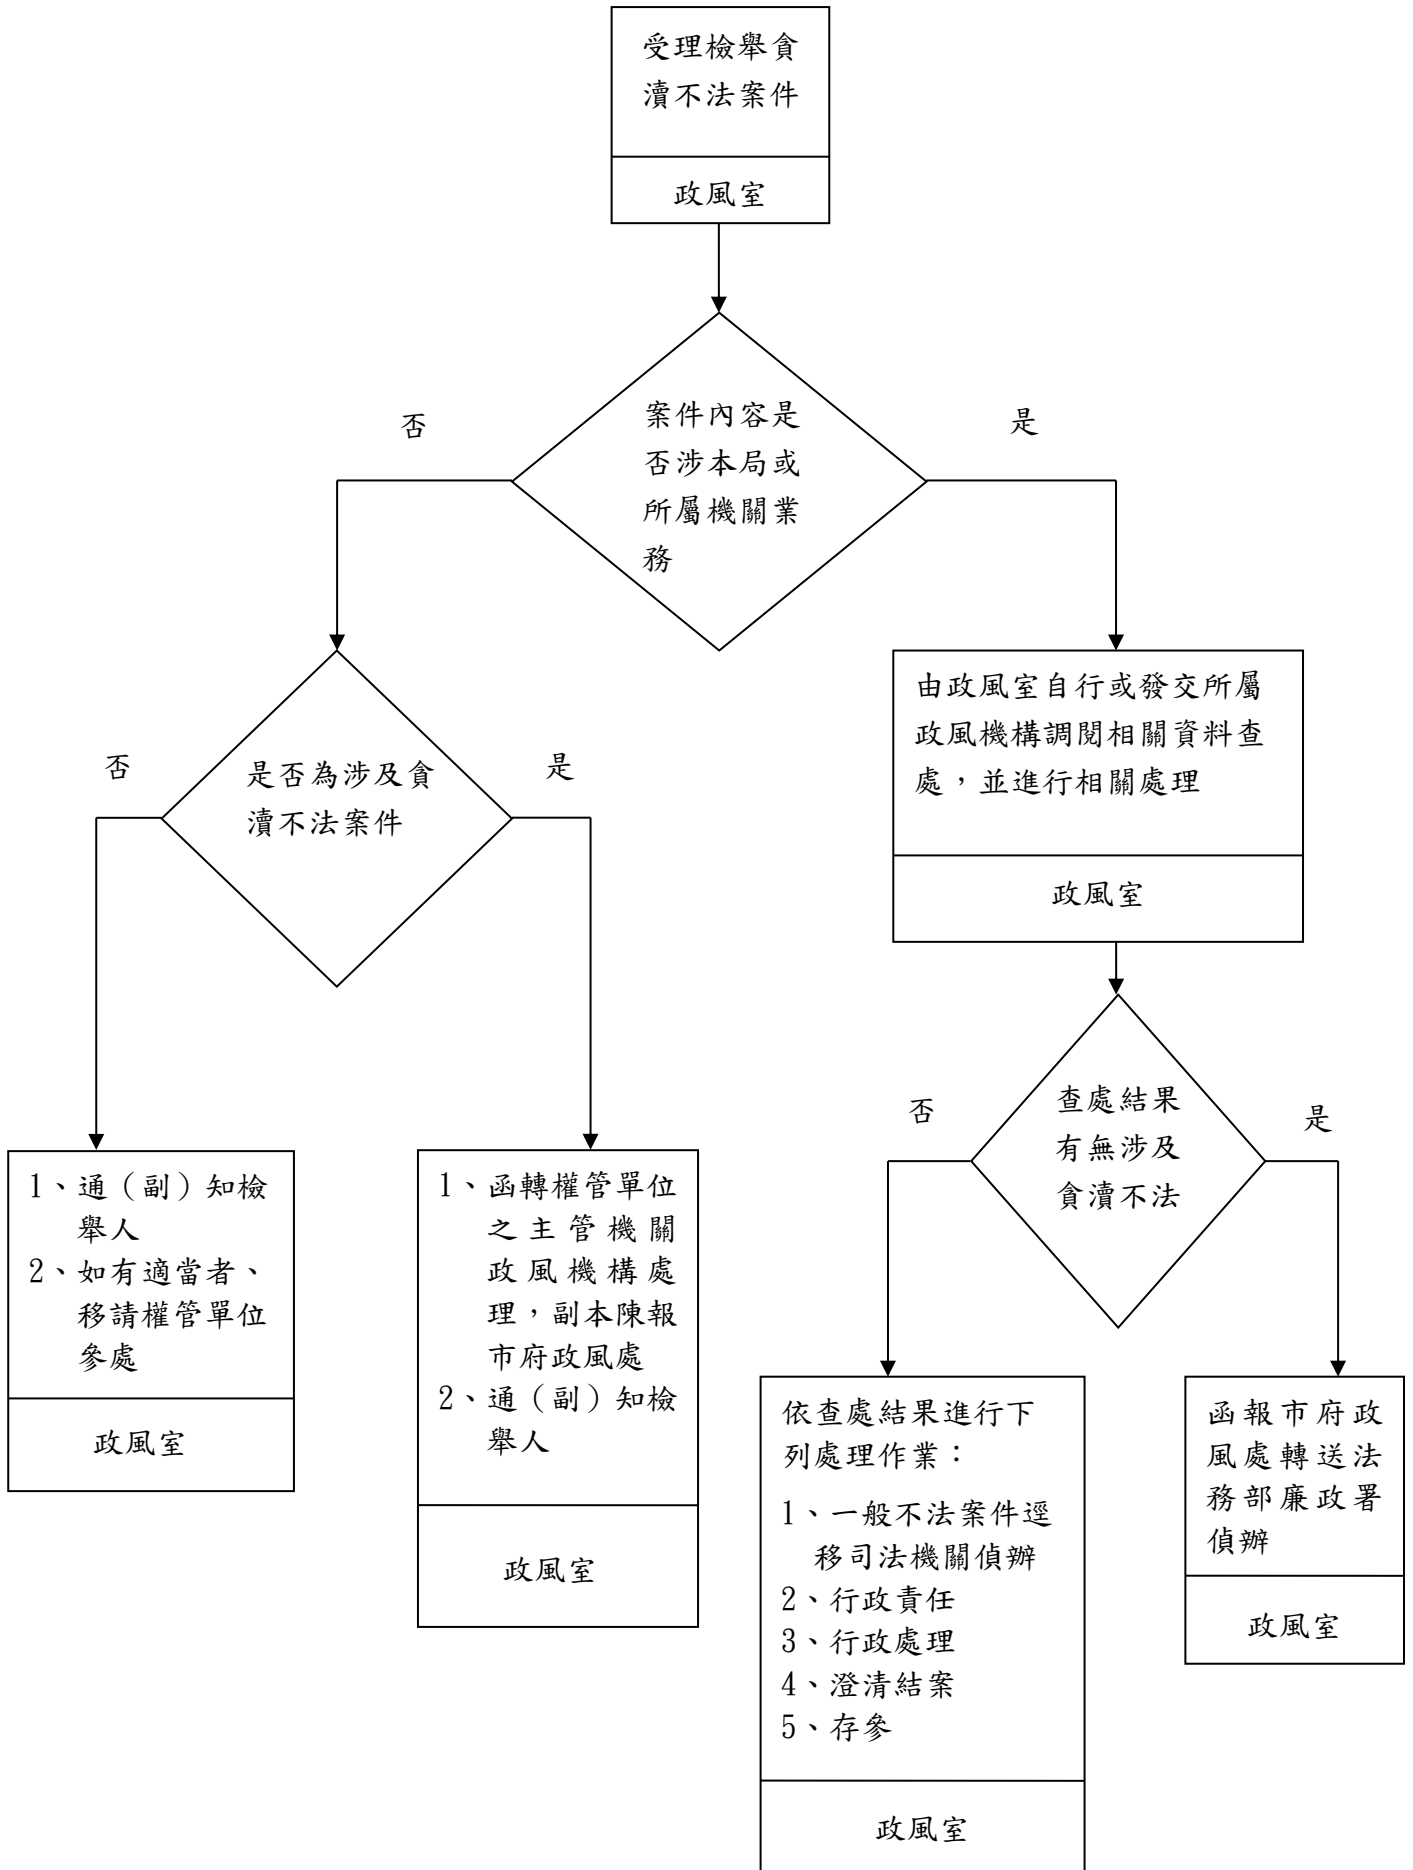 受理檢舉貪
瀆不法案件
政風室
案件內容是
否涉本局或
所屬機關業
務
否
是
是否為涉及貪
瀆不法案件
否
是
由政風室自行或發交所屬
政風機構調閱相關資料查
處，並進行相關處理
政風室
查處結果
有無涉及
貪瀆不法
否
是
1、通（副）知檢
舉人
2、如有適當者、
移請權管單位
參處
政風室
1、函轉權管單位
之主管機關
政風機構處
理，副本陳報
市府政風處
2、通（副）知檢
舉人
政風室
依查處結果進行下
列處理作業：
1、一般不法案件逕
移司法機關偵辦
2、行政責任
3、行政處理
4、澄清結案
5、存參
政風室
函報市府政
風處轉送法
務部廉政署
偵辦
政風室